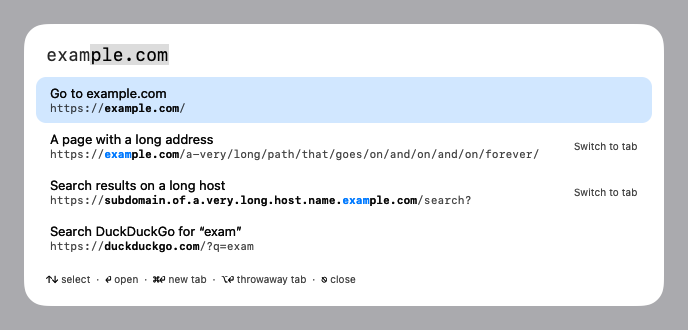 example.com
Go to example.com
https://example.com/
A page with a long address
https://example.com/a-very/long/path/that/goes/on/and/on/and/on/forever/
Switch to tab
Search results on a long host
https://subdomain.of.a.very.long.host.name.example.com/search?
Switch to tab
Search DuckDuckGo for “exam”
https://duckduckgo.com/?q=exam
↑↓ select · ↵ open · ⌘↵ new tab · ⌥↵ throwaway tab · ⎋ close